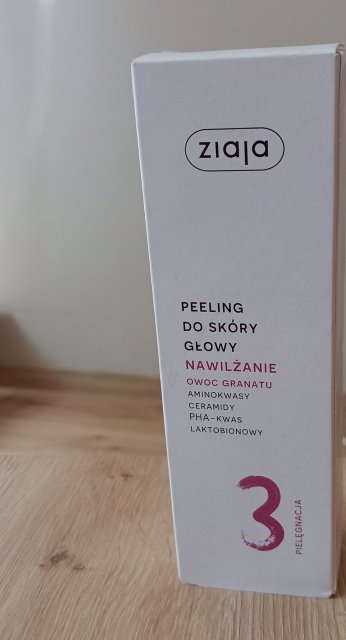 ziaja
PEELING
DO SKÓRY
GŁOWY
NAWILŻANIE
OWOC GRANATU
AMINOKWASY
CERAMIDY
PHA-KWAS
LAKTOBIONOWY
3
PIELĘGNACJA